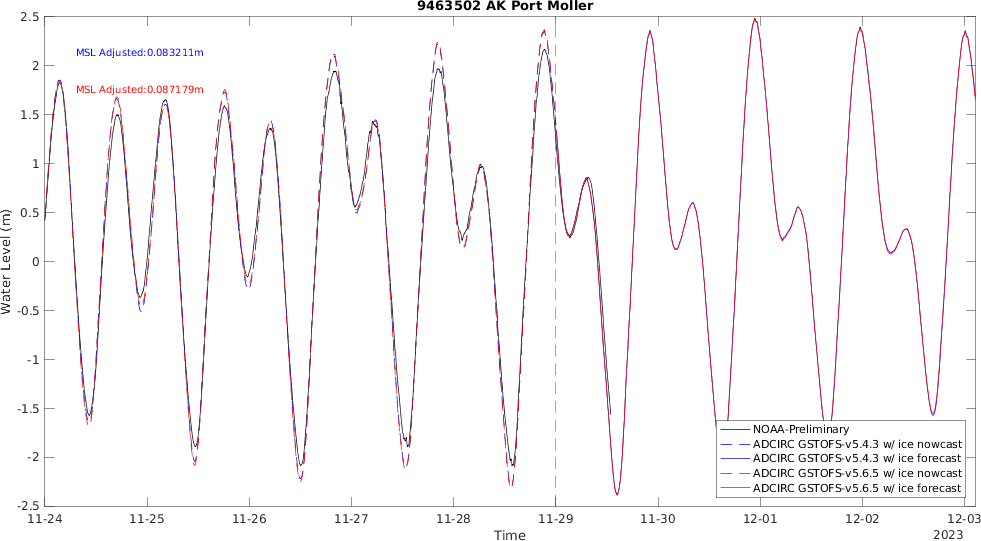 9463502 AK Port Moller
MSL Adjusted:0.083211m
MSL Adjusted:0.087179m
Water Level (m)
2.5
2
1.5
1
0.5
0
-0.5
-1
-1.5
-2
-2.5
NOAA-Preliminary
ADCIRC GSTOFS-v5.4.3 w/ ice nowcast
ADCIRC GSTOFS-v5.4.3 w/ ice forecast
ADCIRC GSTOFS-v5.6.5 w/ ice nowcast
ADCIRC GSTOFS-v5.6.5 w/ ice forecast
11-24 11-25 11-26 11-27 11-28 11-29 11-30 12-01 12-02 12-03
Time
2023